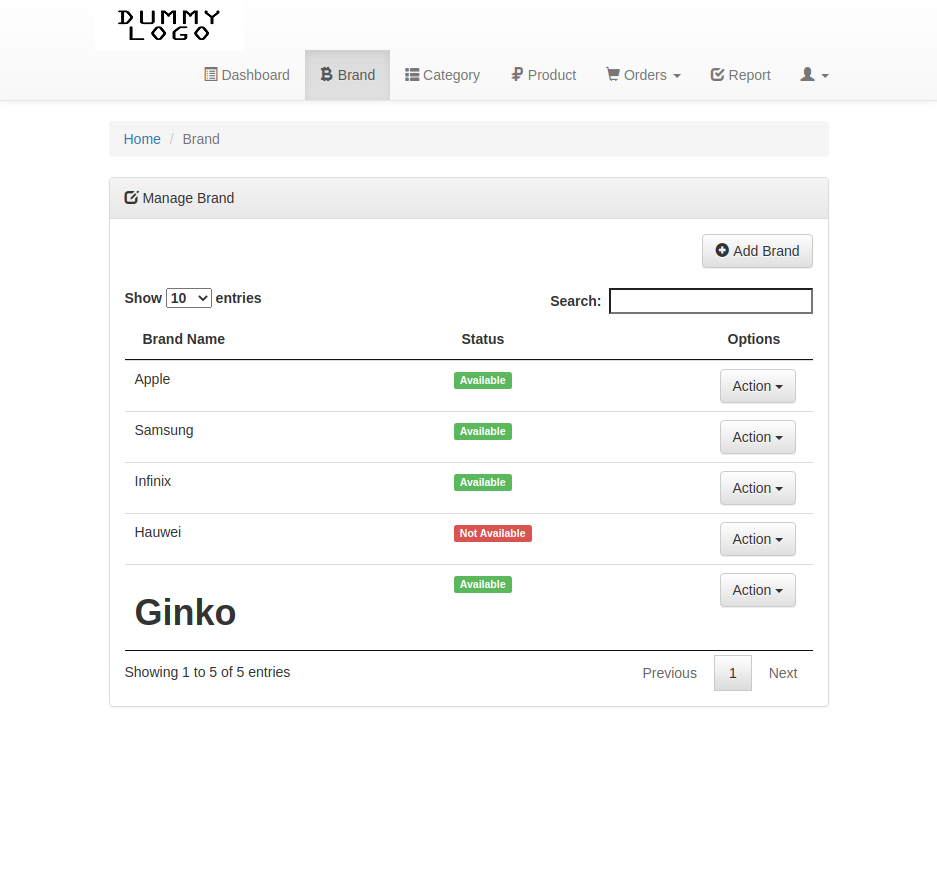 DUMMY
LOGO
Dashboard Brand Category Product Orders Report
Home / Brand
Manage Brand
Add Brand
Show 10 entries Search:
Brand Name Status Options
Apple Available Action
Samsung Available Action
Infinix Available Action
Hauwei Not Available Action
Ginko Available Action
Showing 1 to 5 of 5 entries Previous 1 Next